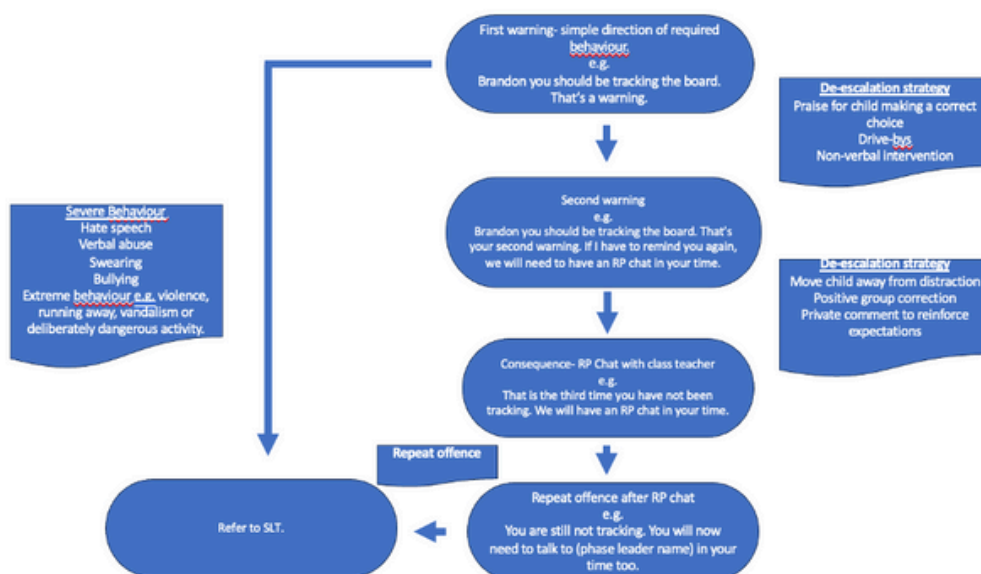 First warning- simple direction of required
behaviour.
e.g.
Brandon you should be tracking the board.
That's a warning.
De-escalation strategy
Praise for child making a correct
choice
Drive-bys
Non-verbal intervention
Second warning
e.g.
Brandon you should be tracking the board. That's
your second warning. If I have to remind you again,
we will need to have an RP chat in your time.
Severe Behaviour
Hate speech
Verbal abuse
Swearing
Bullying
Extreme behaviour e.g. violence,
running away, vandalism or
deliberately dangerous activity.
De-escalation strategy
Move child away from distraction
Positive group correction
Private comment to reinforce
expectations
Consequence- RP Chat with class teacher
e.g.
That is the third time you have not been
tracking. We will have an RP chat in your time.
Repeat offence
Repeat offence after RP chat
e.g.
You are still not tracking. You will now
need to talk to (phase leader name) in your
time too.
Refer to SLT.